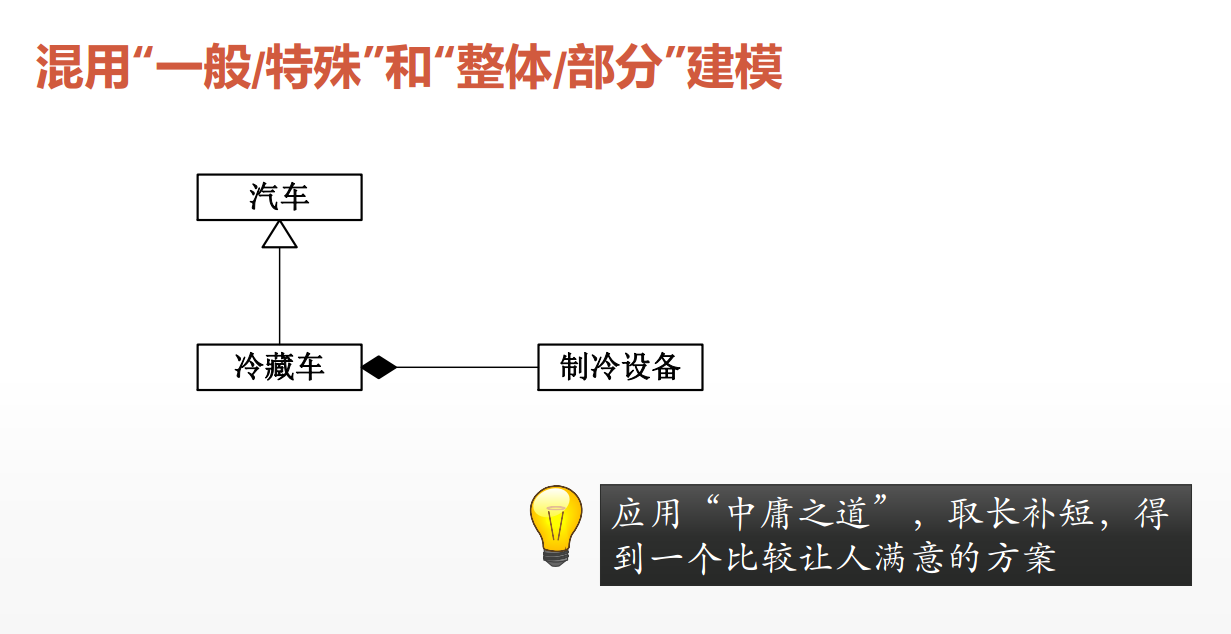 混用“一般/特殊”和“整体/部分”建模
汽车
冷藏车
制冷设备
应用“中庸之道”，取长补短，得
到一个比较让人满意的方案